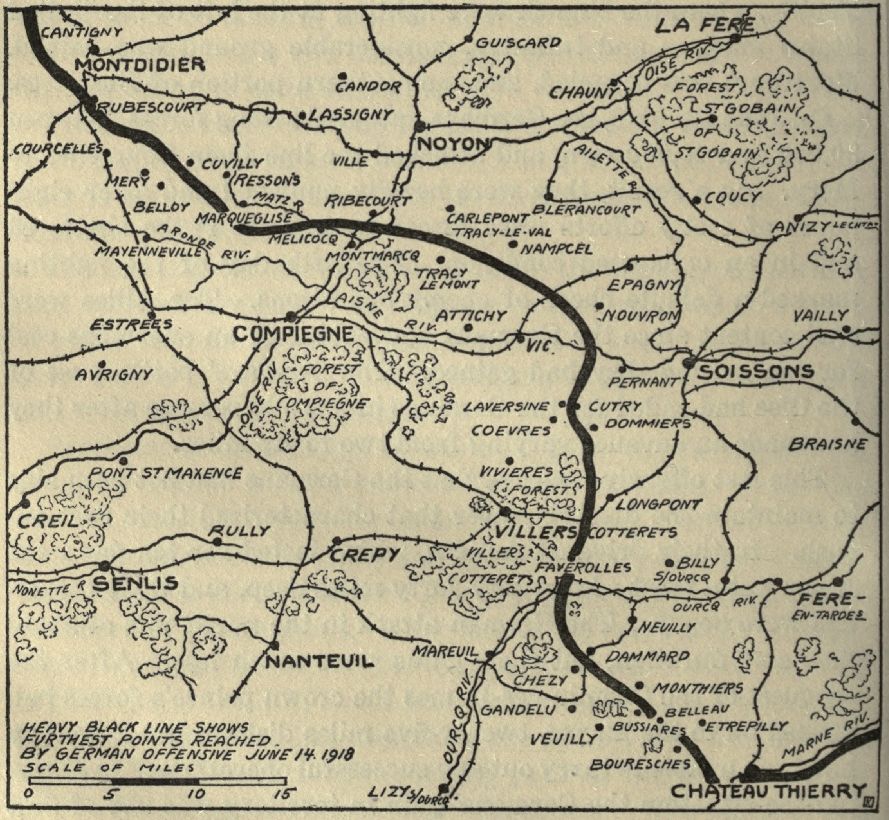 CANTIGNY
MONTDIDIER
GUISCARD
LA FERE
OISE RIV.
CANDOR
CHAUNY
FOREST
ST GOBAIN
OF
ST GOBAIN
RUBESCOURT
LASSIGNY
NOYON
AILETTE R.
COURCELLES
MERY
CUVILLY
RESSONS
VILLE
BELLOY
MATZ R.
MARQUEGLISE
RIBECOURT
CARLEPONT
TRACY-LE-VAL
BLÉRANCOURT
COUCY
ANIZY LECHT
A RONDE
RIV.
MAYENNEVILLE
MELICOCQ
MONTMARCQ
NAMPCEL
TRACY
LE MONT
EPAGNY
AISNE
RIV.
ESTRÉES
COMPIEGNE
ATTICHY
NOUVRON
VAILLY
VIC
AVRIGNY
OISE RIV.
FOREST
OF
COMPIEGNE
PERNANT
SOISSONS
LAVERSINE
CUTRY
COEVRES
DOMMIERS
BRAISNE
PONT ST MAXENCE
VIVIERES
FOREST
LONGPONT
CREIL
RULLY
CREPY
VILLERS
COTTERETS
VILLERS
COTTERETS
FAVEROLLES
BILLY
S/OURCQ
SENLIS
NONETTE R
OURCQ RIV.
FERE-
EN-TARDE
NEUILLY
NANTEUIL
MAREUIL
DAMMARD
CHEZY
MONTHIERS
GANDELU
BELLEAU
OURCQ RIV.
VEUILLY
BUSSIARES
ETREPILLY
BOURESCHES
MARNE RIV.
CHATEAU THIERRY
LIZY S/OURCQ
HEAVY BLACK LINE SHOWS
FURTHEST POINTS REACHED
BY GERMAN OFFENSIVE JUNE 14 1918
SCALE OF MILES
0 5 10 15